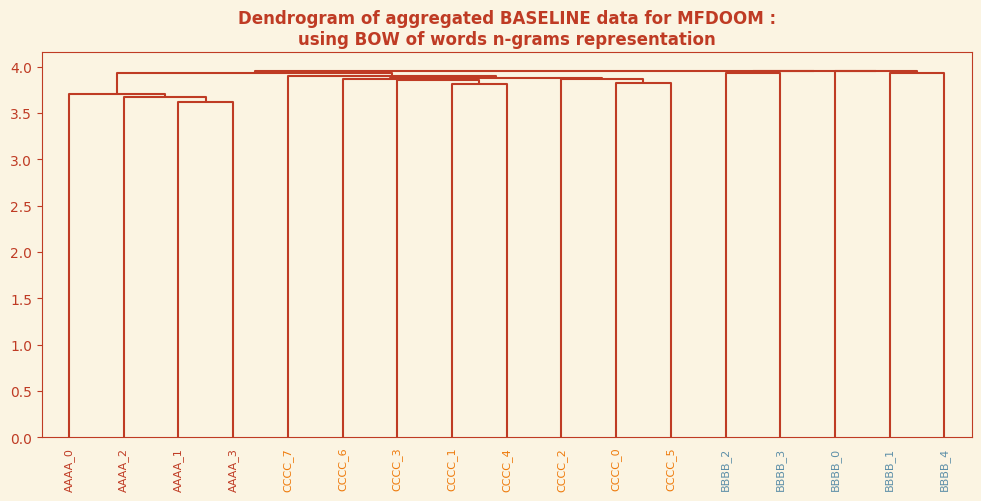 Dendrogram of aggregated BASELINE data for MFDOOM :
using BOW of words n-grams representation
4.0
3.5
3.0
2.5
2.0
1.5
1.0
0.5
0.0
AAAA_0
AAAA_2
AAAA_1
AAAA_3
CCCC_7
CCCC_6
CCCC_3
CCCC_1
CCCC_4
CCCC_2
CCCC_0
CCCC_5
BBBB_2
BBBB_3
BBBB_0
BBBB_1
BBBB_4